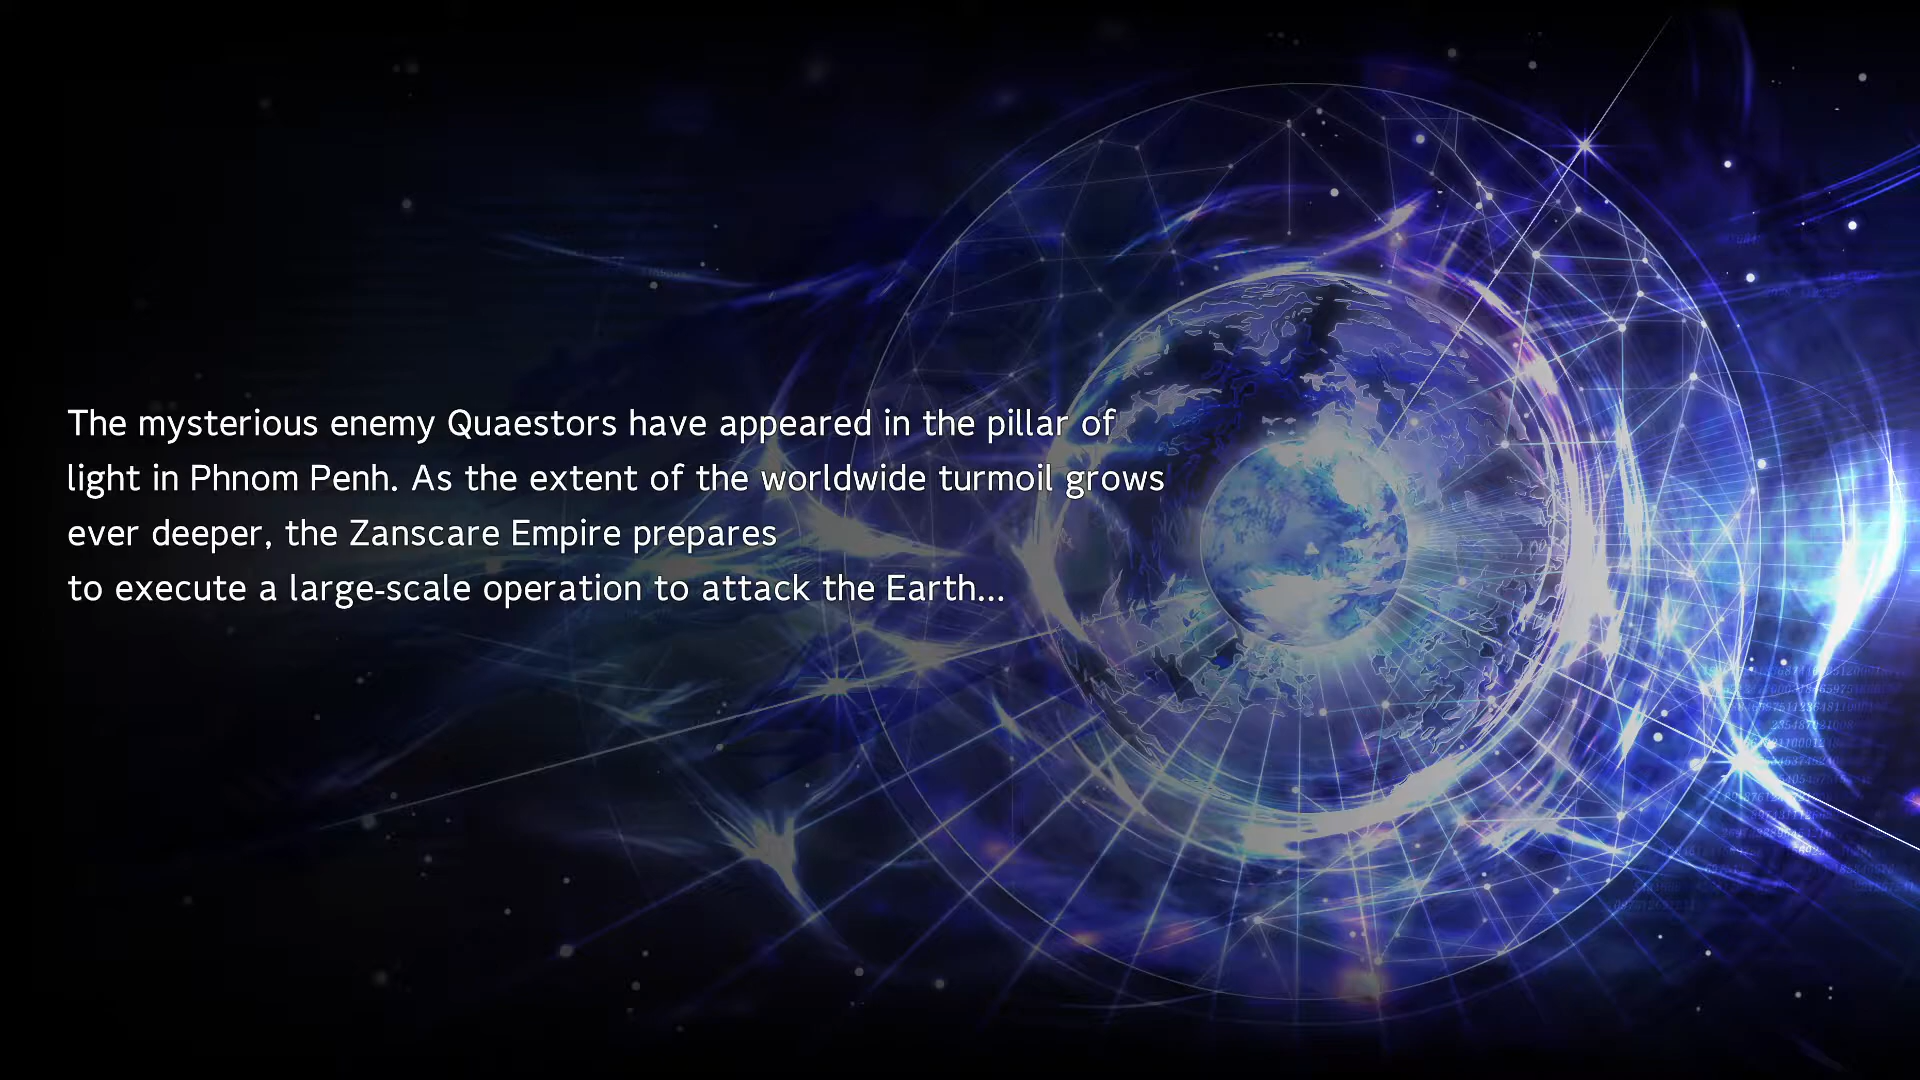 The mysterious enemy Quaestors have appeared in the pillar of
light in Phnom Penh. As the extent of the worldwide turmoil grows
ever deeper, the Zanscare Empire prepares
to execute a large-scale operation to attack the Earth...